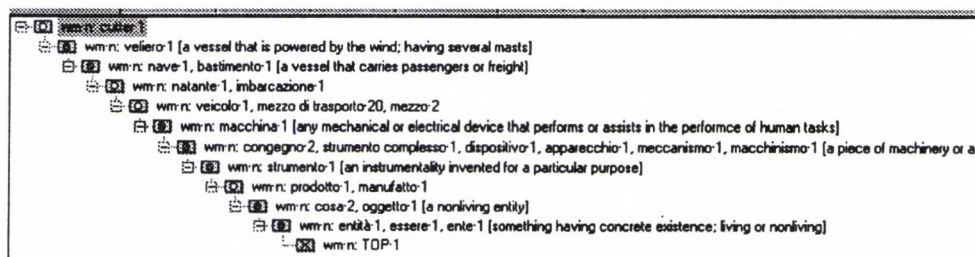 wm-n: cutter-1
wm-n: veliero-1 [a vessel that is powered by the wind; having several masts]
wm-n: nave-1, bastimento-1 [a vessel that carries passengers or freight]
wm-n: natante-1, imbarcazione-1
wm-n: veicolo-1, mezzo di trasporto-20, mezzo-2
wm-n: macchina-1 [any mechanical or electrical device that performs or assists in the performce of human tasks]
wm-n: congegno-2, strumento complesso-1, dispositivo-1, apparecchio-1, meccanismo-1, macchinismo-1 [a piece of machinery or a
wm-n: strumento-1 [an instrumentality invented for a particular purpose]
wm-n: prodotto-1, manufatto-1
wm-n: cosa-2, oggetto-1 [a nonliving entity]
wm-n: entità-1, essere-1, ente-1 [something having concrete existence; living or nonliving]
wm-n: TOP-1